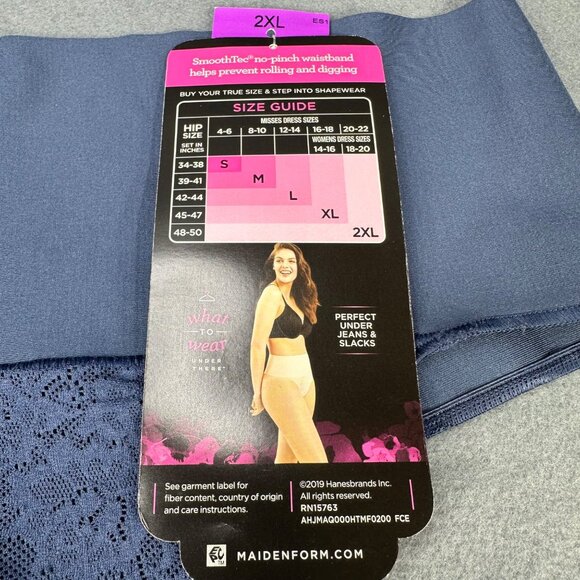 2XL ES1
SmoothTec® no-pinch waistband
helps prevent rolling and digging
BUY YOUR TRUE SIZE & STEP INTO SHAPEWEAR
SIZE GUIDE
HIP SIZE SET IN INCHES
MISSES DRESS SIZES
4-6 8-10 12-14 16-18 20-22
WOMENS DRESS SIZES
14-16 18-20
34-38 S
39-41 M
42-44 L
45-47 XL
48-50 2XL
what
TO
wear
UNDER
THERE™
PERFECT
UNDER
JEANS &
SLACKS
See garment label for
fiber content, country of origin
and care instructions.
©2019 Hanesbrands Inc.
All rights reserved.
RN15763
AHJMAQ000HTMF0200 FCE
TM
MAIDENFORM.COM